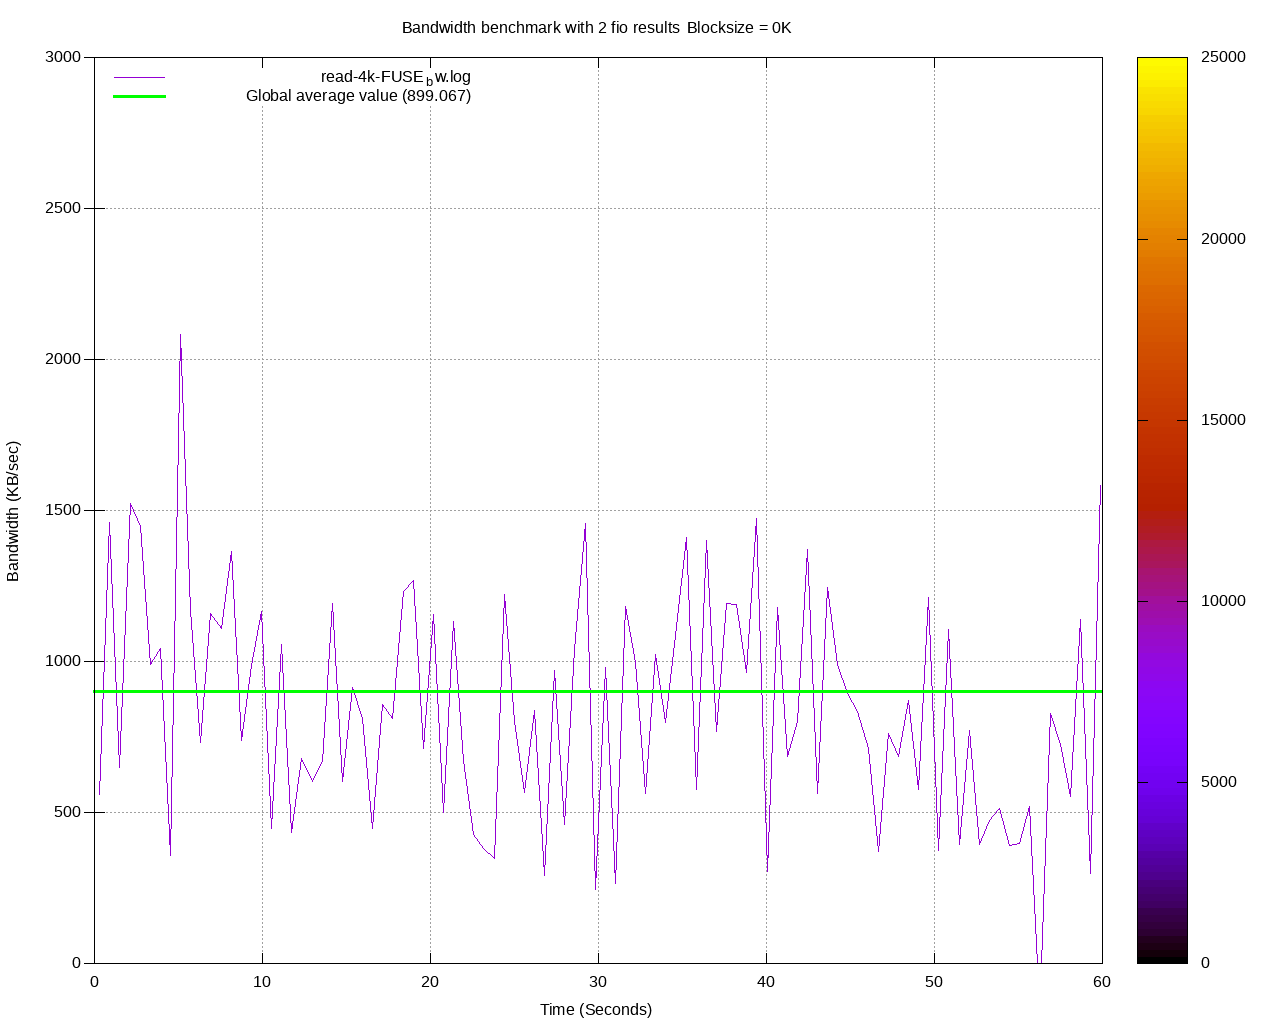 Bandwidth benchmark with 2 fio results Blocksize = 0K
read-4k-FUSEbw.log
Global average value (899.067)
3000
2500
2000
1500
1000
500
0
Bandwidth (KB/sec)
0 10 20 30 40 50 60
Time (Seconds)
25000
20000
15000
10000
5000
0